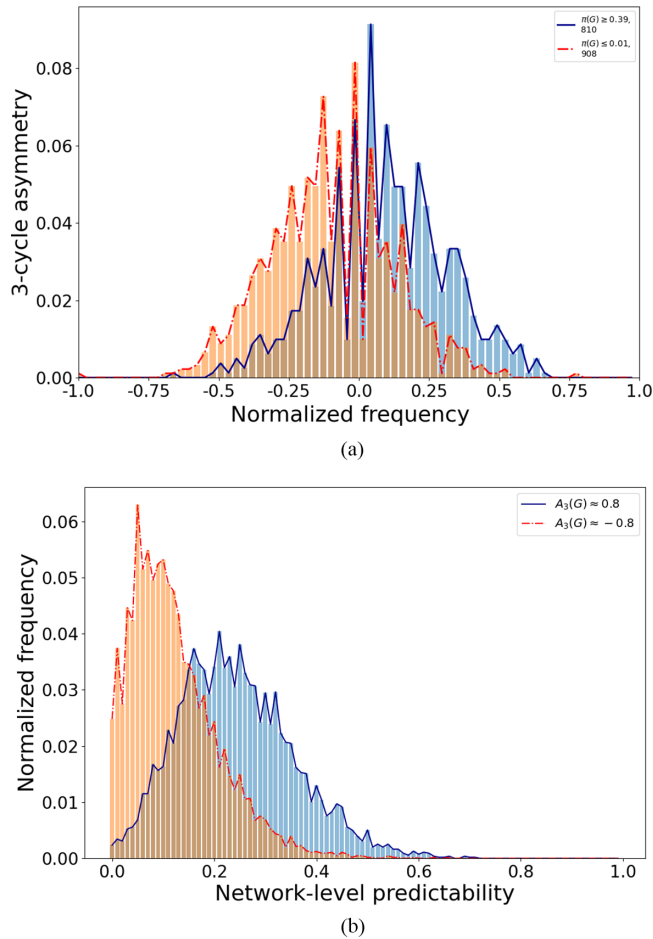 π(G) ≥ 0.39,
810
π(G) ≤ 0.01,
908
3-cycle asymmetry
0.08
0.06
0.04
0.02
0.00
-1.0 -0.75 -0.5 -0.25 0.0 0.25 0.50 0.75 1.0
Normalized frequency
(a)
A₃(G) ≈ 0.8
A₃(G) ≈ − 0.8
Normalized frequency
0.06
0.05
0.04
0.03
0.02
0.01
0.00
0.0 0.2 0.4 0.6 0.8 1.0
Network-level predictability
(b)